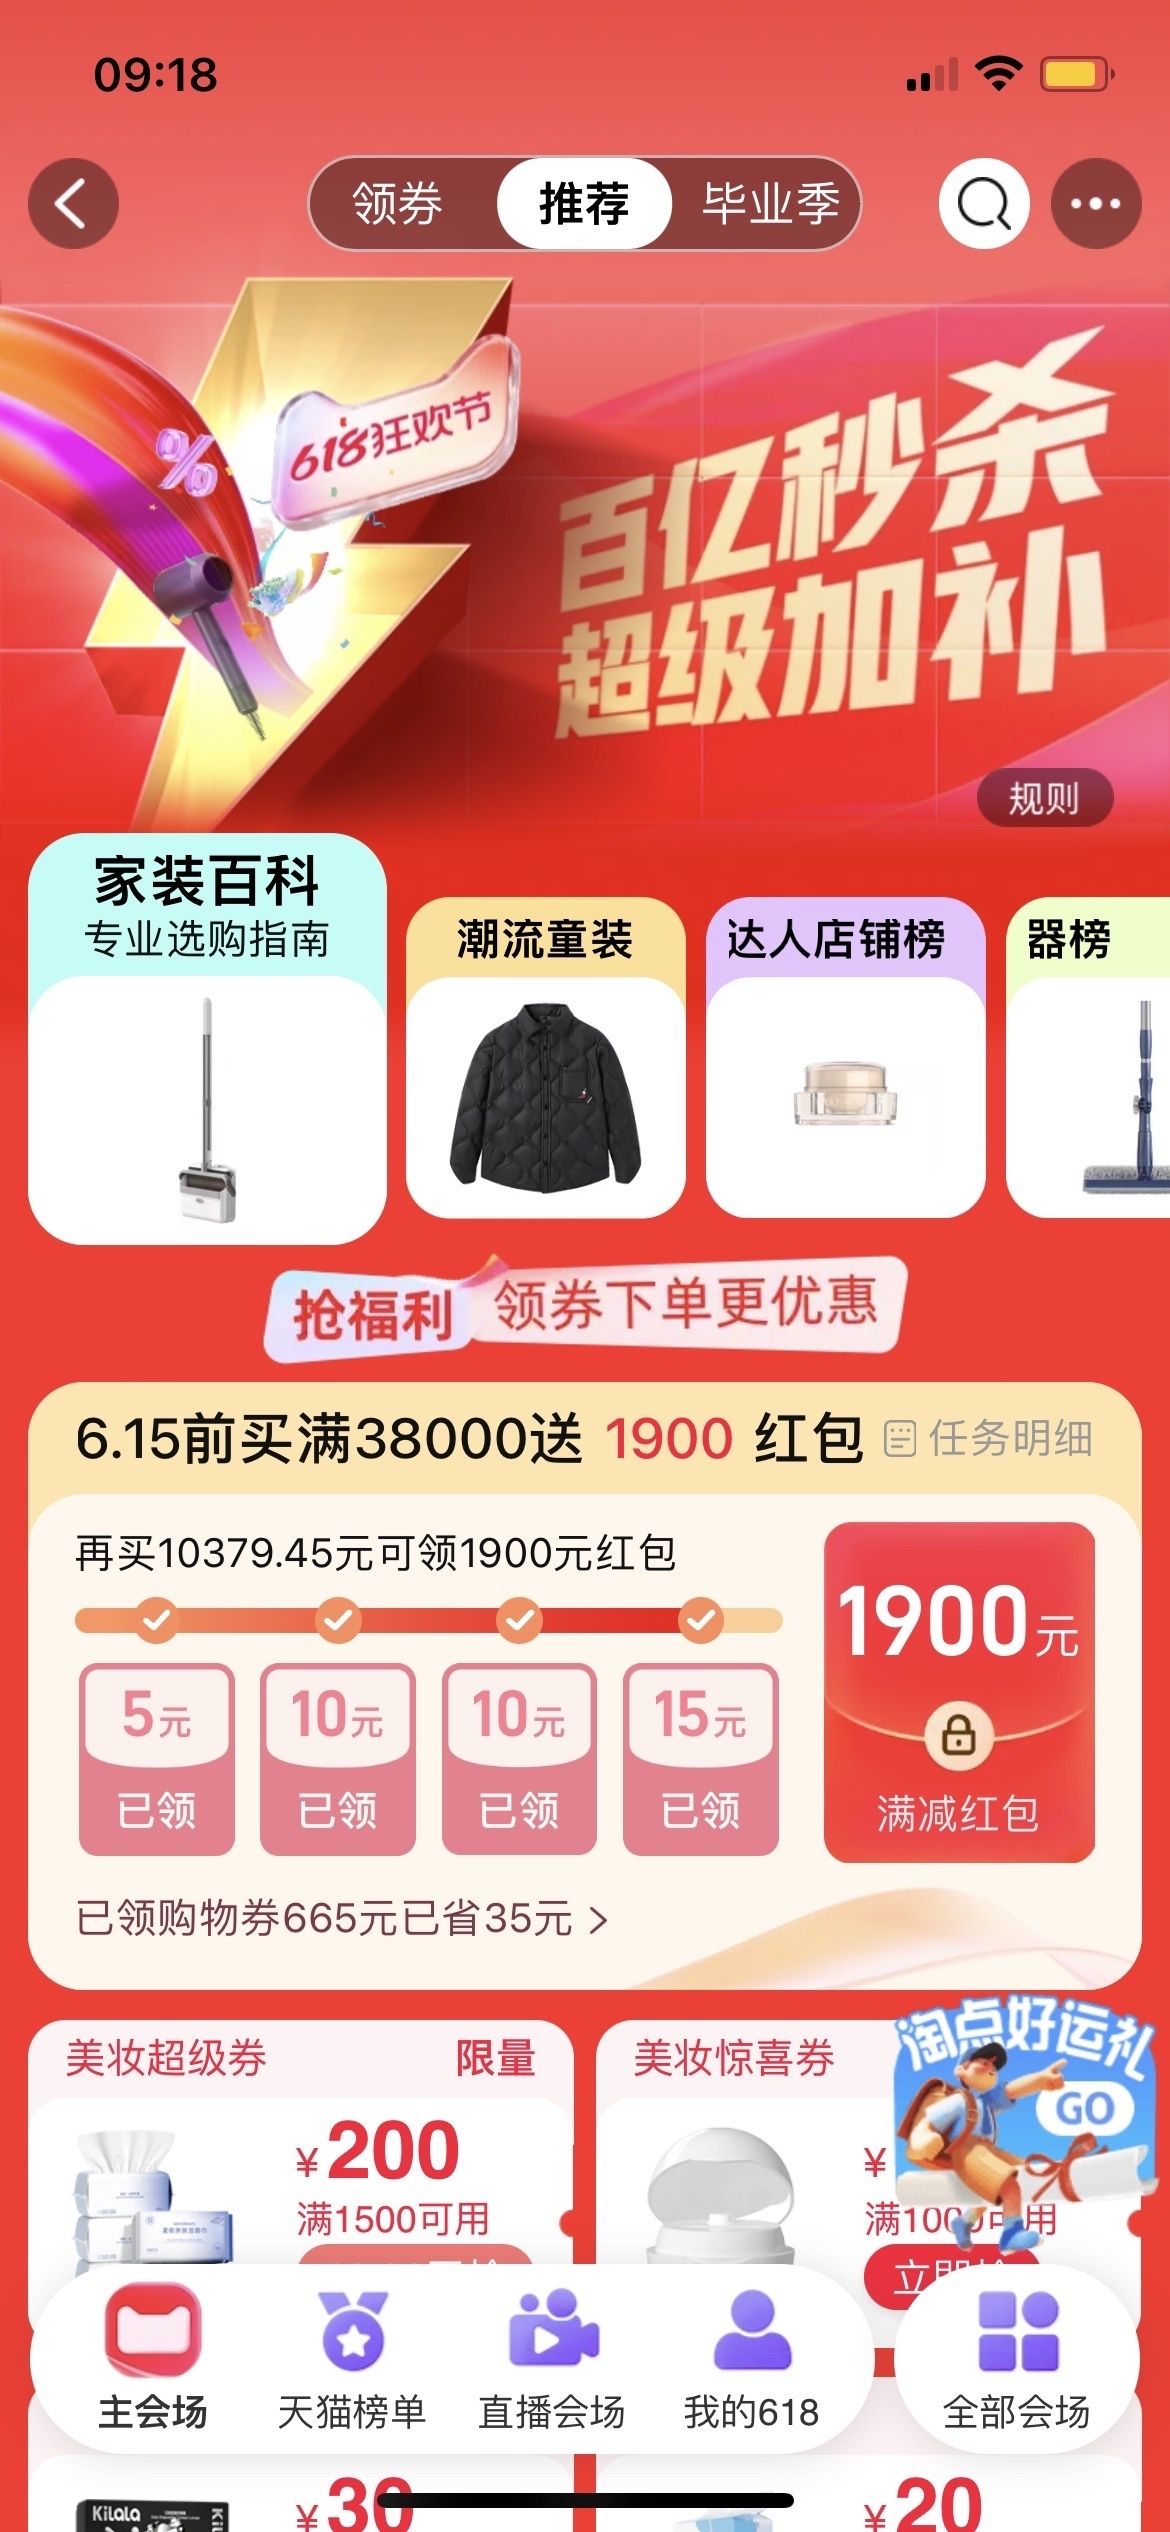 09:18
领券
推荐
毕业季
618狂欢节
%
百亿秒杀
超级加补
规则
家装百科
专业选购指南
潮流童装
达人店铺榜
器榜
抢福利 领券下单更优惠
6.15前买满38000送 1900 红包 任务明细
再买10379.45元可领1900元红包
5元
已领
10元
已领
10元
已领
15元
已领
1900元
满减红包
已领购物券665元已省35元 >
美妆超级券 限量
¥200
满1500可用
美妆惊喜券
¥
满1000可用
立即抢
淘点好运礼
GO
主会场
天猫榜单
直播会场
我的618
全部会场
Kilala
¥30
¥20